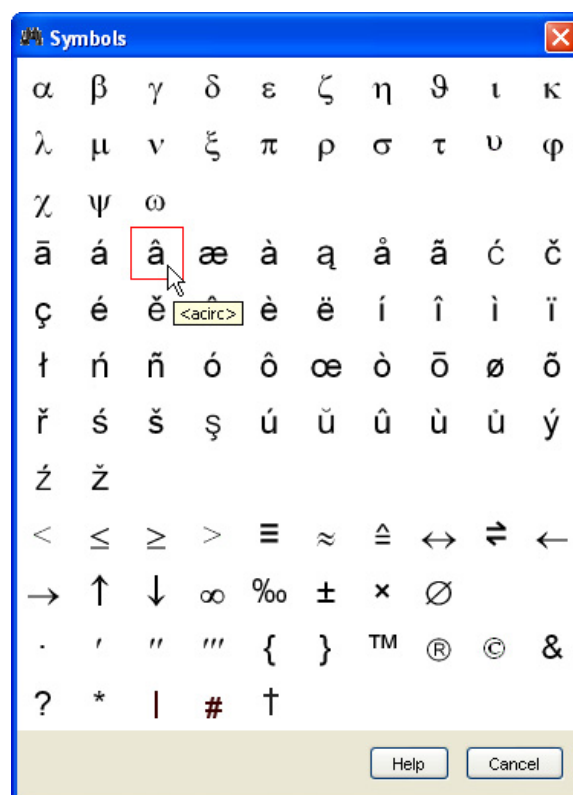 Symbols
α β γ δ ε ζ η ϑ ι κ
λ μ ν ξ π ρ σ τ υ φ
χ ψ ω
ā á â æ à ą å ã ć č
ç é ě è ë í î ì ï
<acirc>
ł ń ñ ó ô œ ò ō ø õ
ř ś š ş ú ŭ û ù ů ý
ź ž
< ≤ ≥ > ≡ ≈ ≙ ↔ ⇌ ←
→ ↑ ↓ ∞ ‰ ± × ∅
· ′ ″ ‴ { } ™ ® © &
? * | # †
Help Cancel